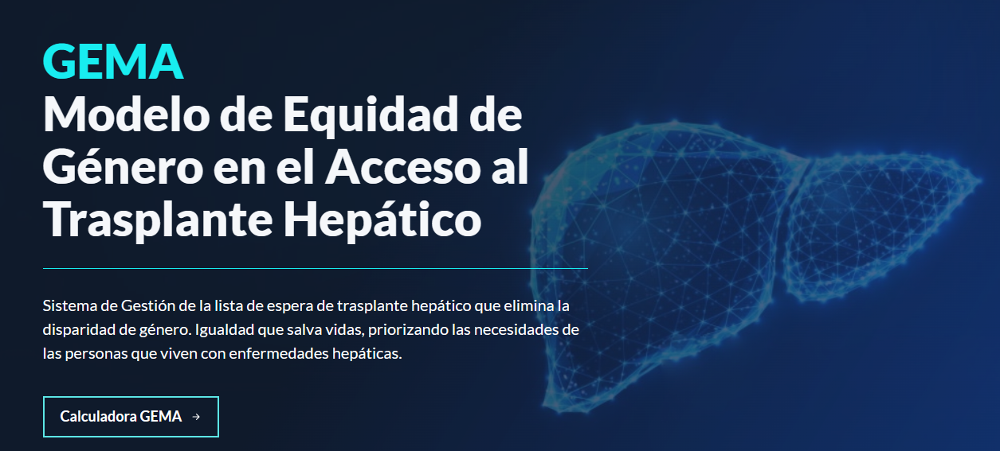 GEMA
Modelo de Equidad de
Género en el Acceso al
Trasplante Hepático
Sistema de Gestión de la lista de espera de trasplante hepático que elimina la
disparidad de género. Igualdad que salva vidas, priorizando las necesidades de
las personas que viven con enfermedades hepáticas.
Calculadora GEMA →